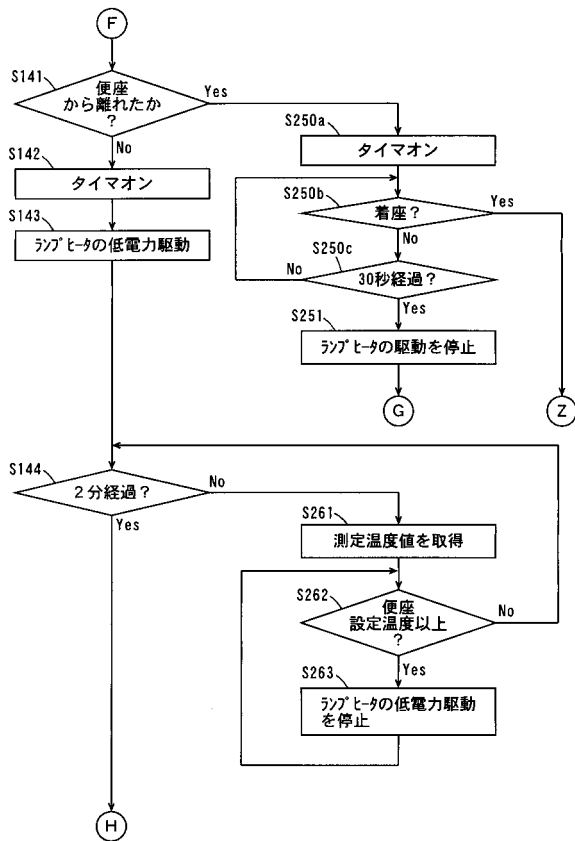 F
S141
便座
から離れたか
?
Yes
No
S142
タイマオン
S143
ランプヒータの低電力駆動
S250a
タイマオン
S250b
着座?
Yes
No
S250c
30秒経過?
No
Yes
S251
ランプヒータの駆動を停止
G
Z
S144
2分経過?
No
Yes
S261
測定温度値を取得
S262
便座
設定温度以上
?
No
Yes
S263
ランプヒータの低電力駆動
を停止
H